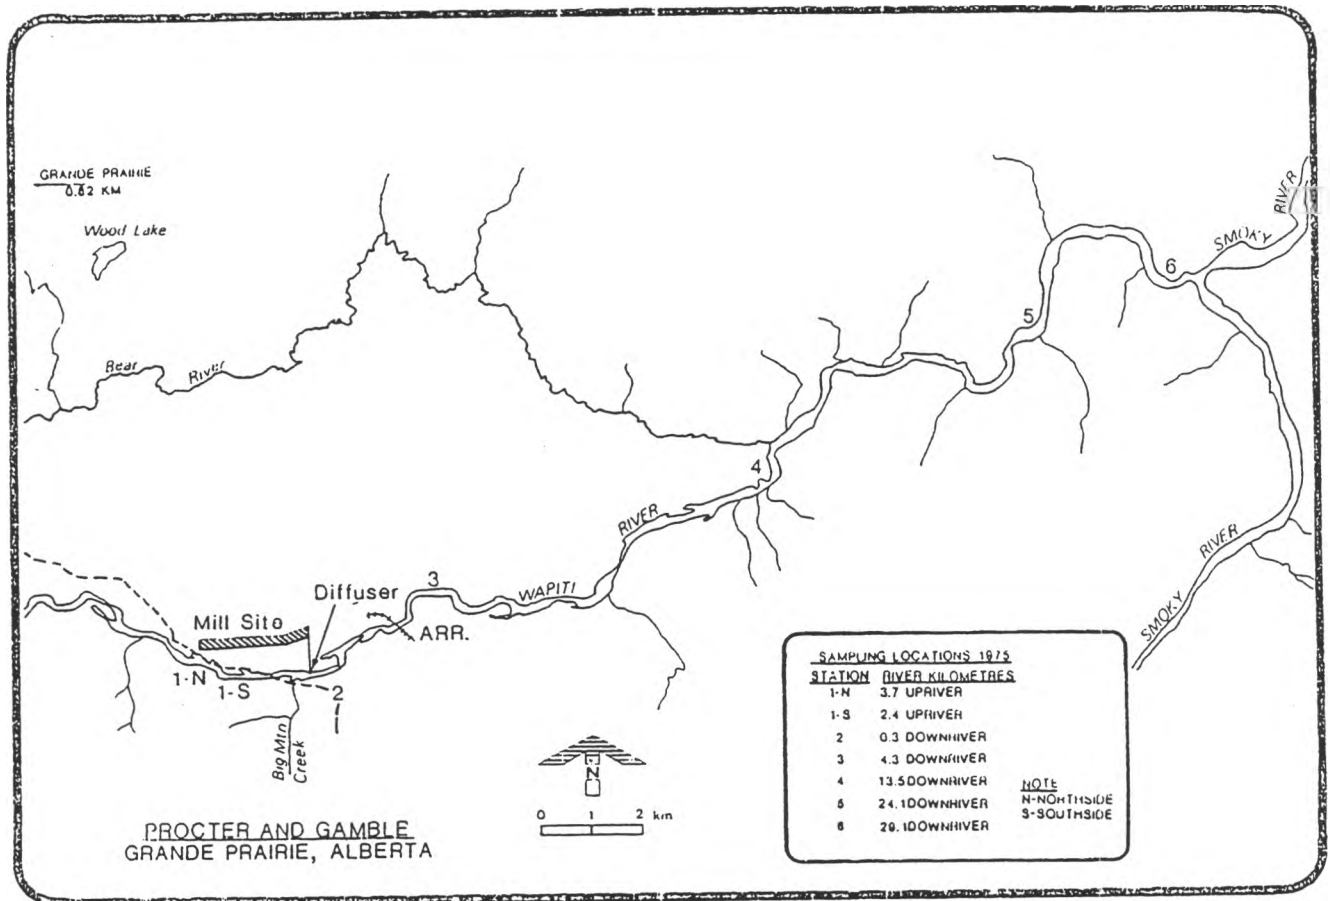 GRANDE PRAIRIE
0.62 KM
Wood Lake
RIVER
SMOKY
6
5
Bear River
4
RIVER
WAPITI
3
Diffuser
Mill Site
ARR.
1-N
1-S
2
Big Mtn
Creek
RIVER
SMOKY
N
0 1 2 km
PROCTER AND GAMBLE
GRANDE PRAIRIE, ALBERTA
SAMPLING LOCATIONS 1975
STATION RIVER KILOMETRES
1-N 3.7 UPRIVER
1-S 2.4 UPRIVER
2 0.3 DOWNRIVER
3 4.3 DOWNRIVER
4 13.5 DOWNRIVER
5 24.1 DOWNRIVER
6 29.1 DOWNRIVER
NOTE
N-NORTHSIDE
S-SOUTHSIDE